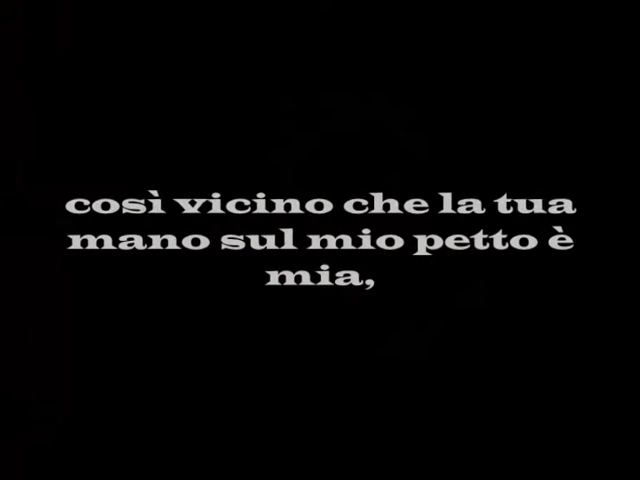 così vicino che la tua
mano sul mio petto è
mia,